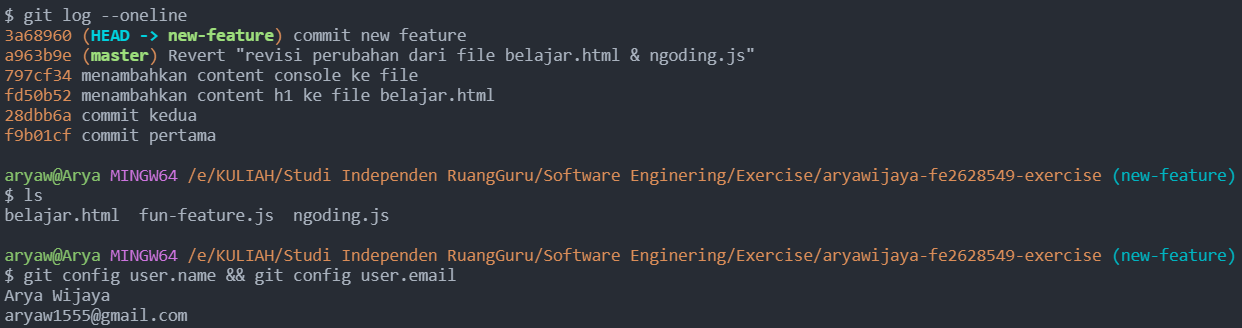 $ git log --oneline
3a68960 (HEAD -> new-feature) commit new feature
a963b9e (master) Revert "revisi perubahan dari file belajar.html & ngoding.js"
797cf34 menambahkan content console ke file
fd50b52 menambahkan content h1 ke file belajar.html
28dbb6a commit kedua
f9b01cf commit pertama
aryaw@Arya MINGW64 /e/KULIAH/Studi Independen RuangGuru/Software Enginering/Exercise/aryawijaya-fe2628549-exercise (new-feature)
$ ls
belajar.html  fun-feature.js  ngoding.js
aryaw@Arya MINGW64 /e/KULIAH/Studi Independen RuangGuru/Software Enginering/Exercise/aryawijaya-fe2628549-exercise (new-feature)
$ git config user.name && git config user.email
Arya Wijaya
aryaw1555@gmail.com